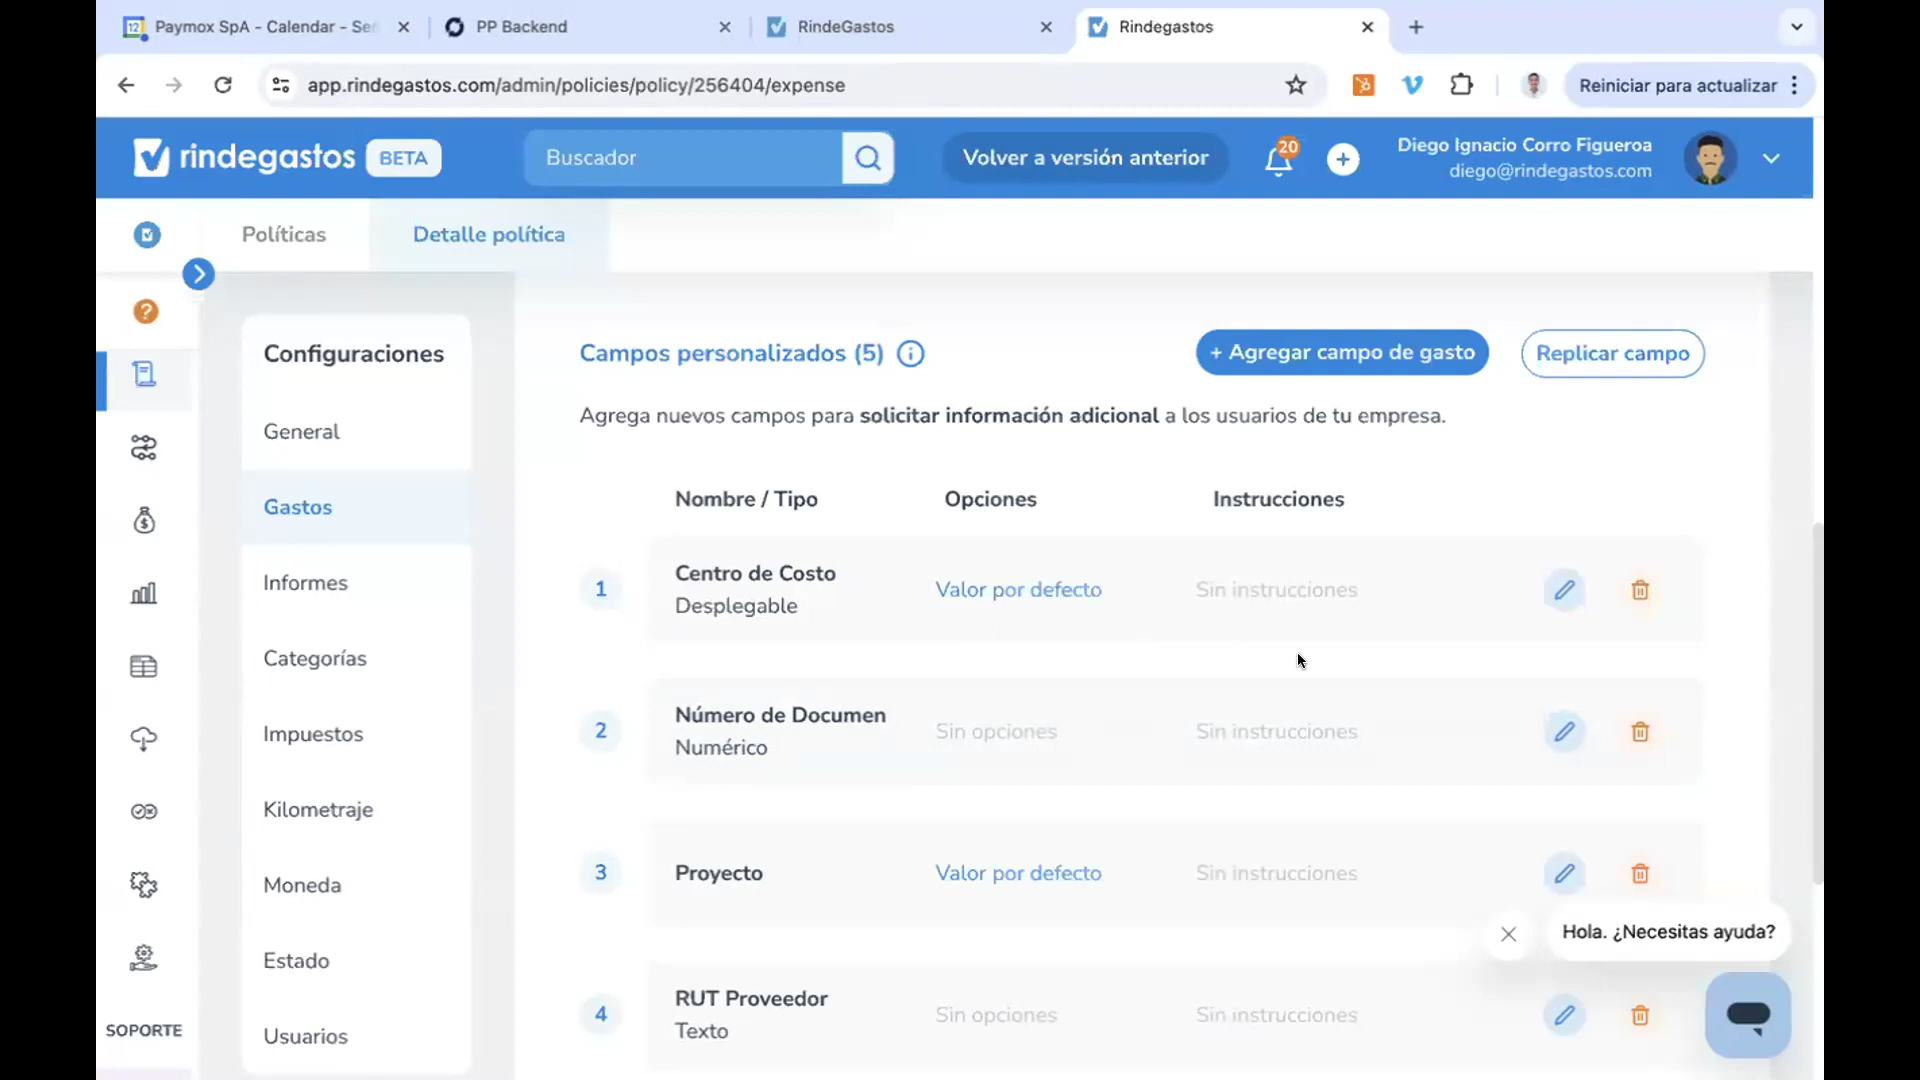 Paymox SpA - Calendar - Se
PP Backend
RindeGastos
Rindegastos
app.rindegastos.com/admin/policies/policy/256404/expense
Reiniciar para actualizar
rindegastos BETA
Buscador
Volver a versión anterior
20
Diego Ignacio Corro Figueroa
diego@rindegastos.com
Políticas
Detalle política
Configuraciones
General
Gastos
Informes
Categorías
Impuestos
Kilometraje
Moneda
Estado
Usuarios
SOPORTE
Campos personalizados (5)
+ Agregar campo de gasto
Replicar campo
Agrega nuevos campos para solicitar información adicional a los usuarios de tu empresa.
Nombre / Tipo Opciones Instrucciones
1 Centro de Costo Valor por defecto Sin instrucciones
Desplegable
2 Número de Documen Sin opciones Sin instrucciones
Numérico
3 Proyecto Valor por defecto Sin instrucciones
4 RUT Proveedor Sin opciones Sin instrucciones
Texto
Hola. ¿Necesitas ayuda?